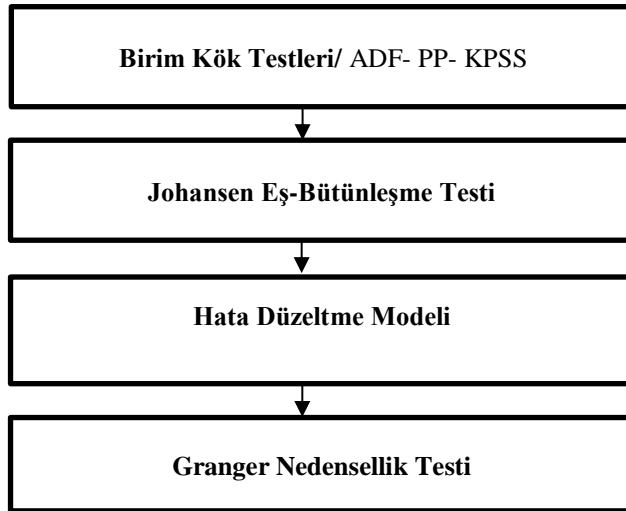 Birim Kök Testleri/ ADF- PP- KPSS
Johansen Eş-Bütünleşme Testi
Hata Düzeltme Modeli
Granger Nedensellik Testi